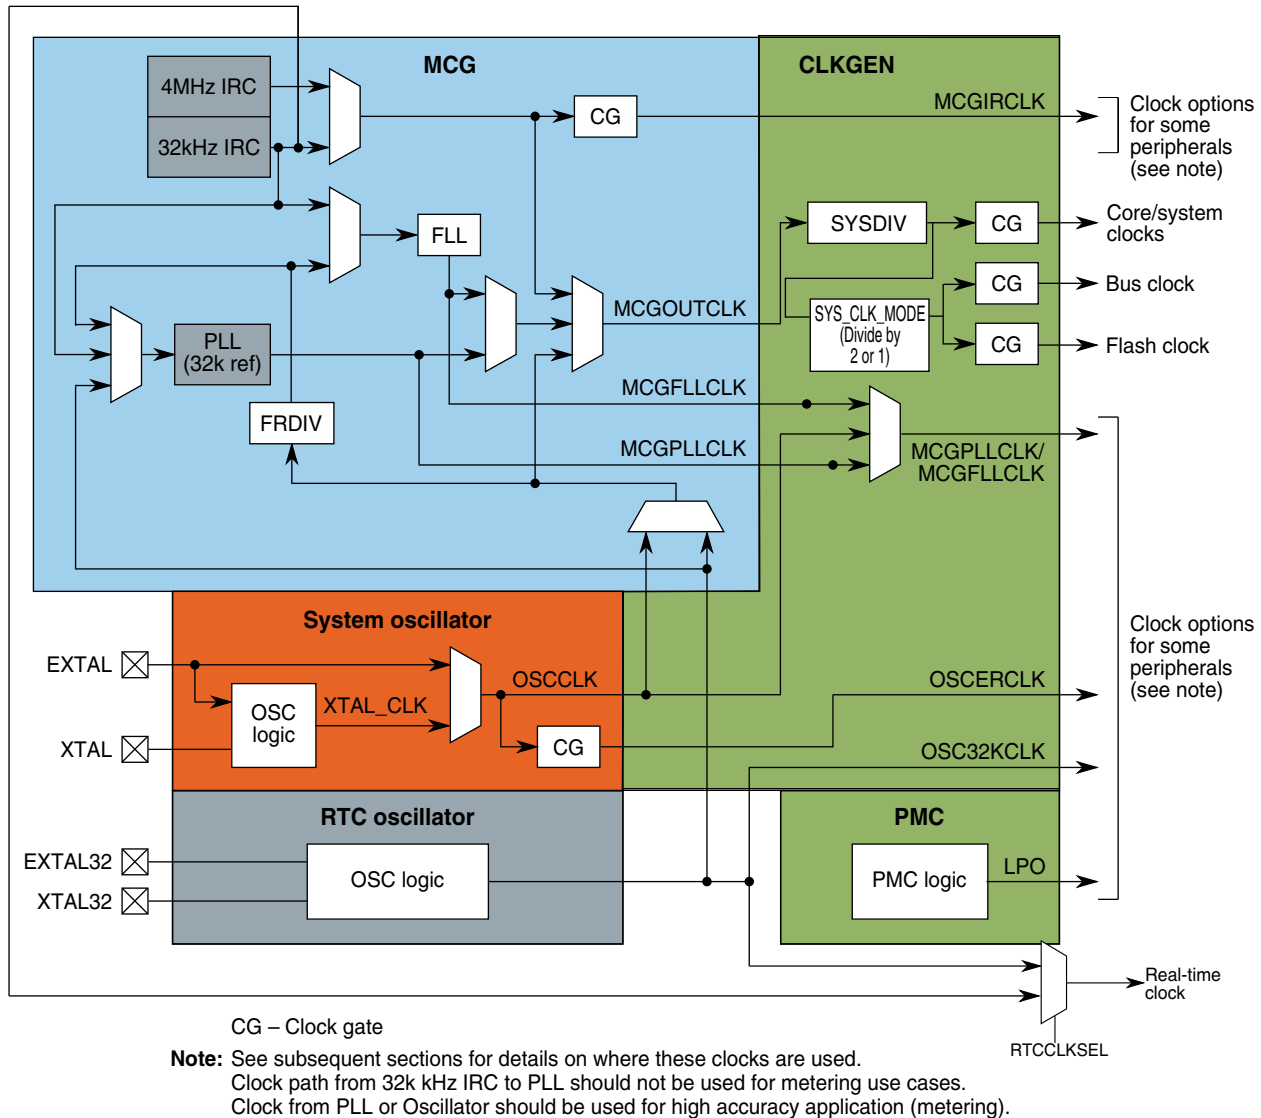 MCG
CLKGEN
4MHz IRC
32kHz IRC
CG
MCGIRCLK
Clock options
for some
peripherals
(see note)
FLL
SYSDIV
CG
Core/system
clocks
CG
Bus clock
MCGOUTCLK
SYS_CLK_MODE
(Divide by
2 or 1)
CG
Flash clock
PLL
(32k ref)
MCGFLLCLK
FRDIV
MCGPLLCLK
MCGPLLCLK/
MCGFLLCLK
System oscillator
EXTAL
OSC
logic
XTAL_CLK
OSCCLK
XTAL
CG
OSCERCLK
OSC32KCLK
Clock options
for some
peripherals
(see note)
RTC oscillator
PMC
EXTAL32
XTAL32
OSC logic
PMC logic
LPO
Real-time
clock
RTCCLKSEL
CG – Clock gate
Note: See subsequent sections for details on where these clocks are used.
Clock path from 32k kHz IRC to PLL should not be used for metering use cases.
Clock from PLL or Oscillator should be used for high accuracy application (metering).